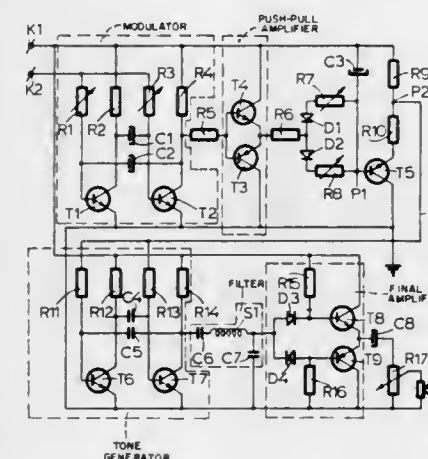 K1
MODULATOR
PUSH-PULL
AMPLIFIER
K2
R1
R2
R3
R4
C1
C2
T1
T2
R5
T4
T3
R6
R7
D1
D2
R8
C3
P1
R9
P2
R10
T5
R11
R12
C4
R13
R14
C5
T6
T7
TONE
GENERATOR
FILTER
S1
C6
C7
R15
D3
D4
R16
FINAL
T8
T9
C8
R17